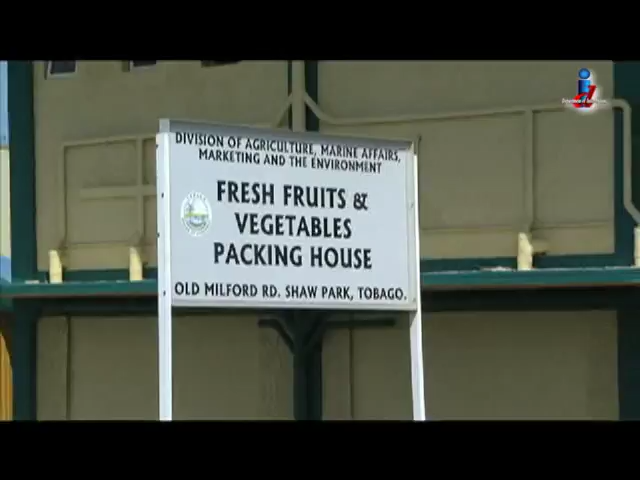 DIVISION OF AGRICULTURE, MARINE AFFAIRS,
MARKETING AND THE ENVIRONMENT
FRESH FRUITS &
VEGETABLES
PACKING HOUSE
OLD MILFORD RD. SHAW PARK, TOBAGO.